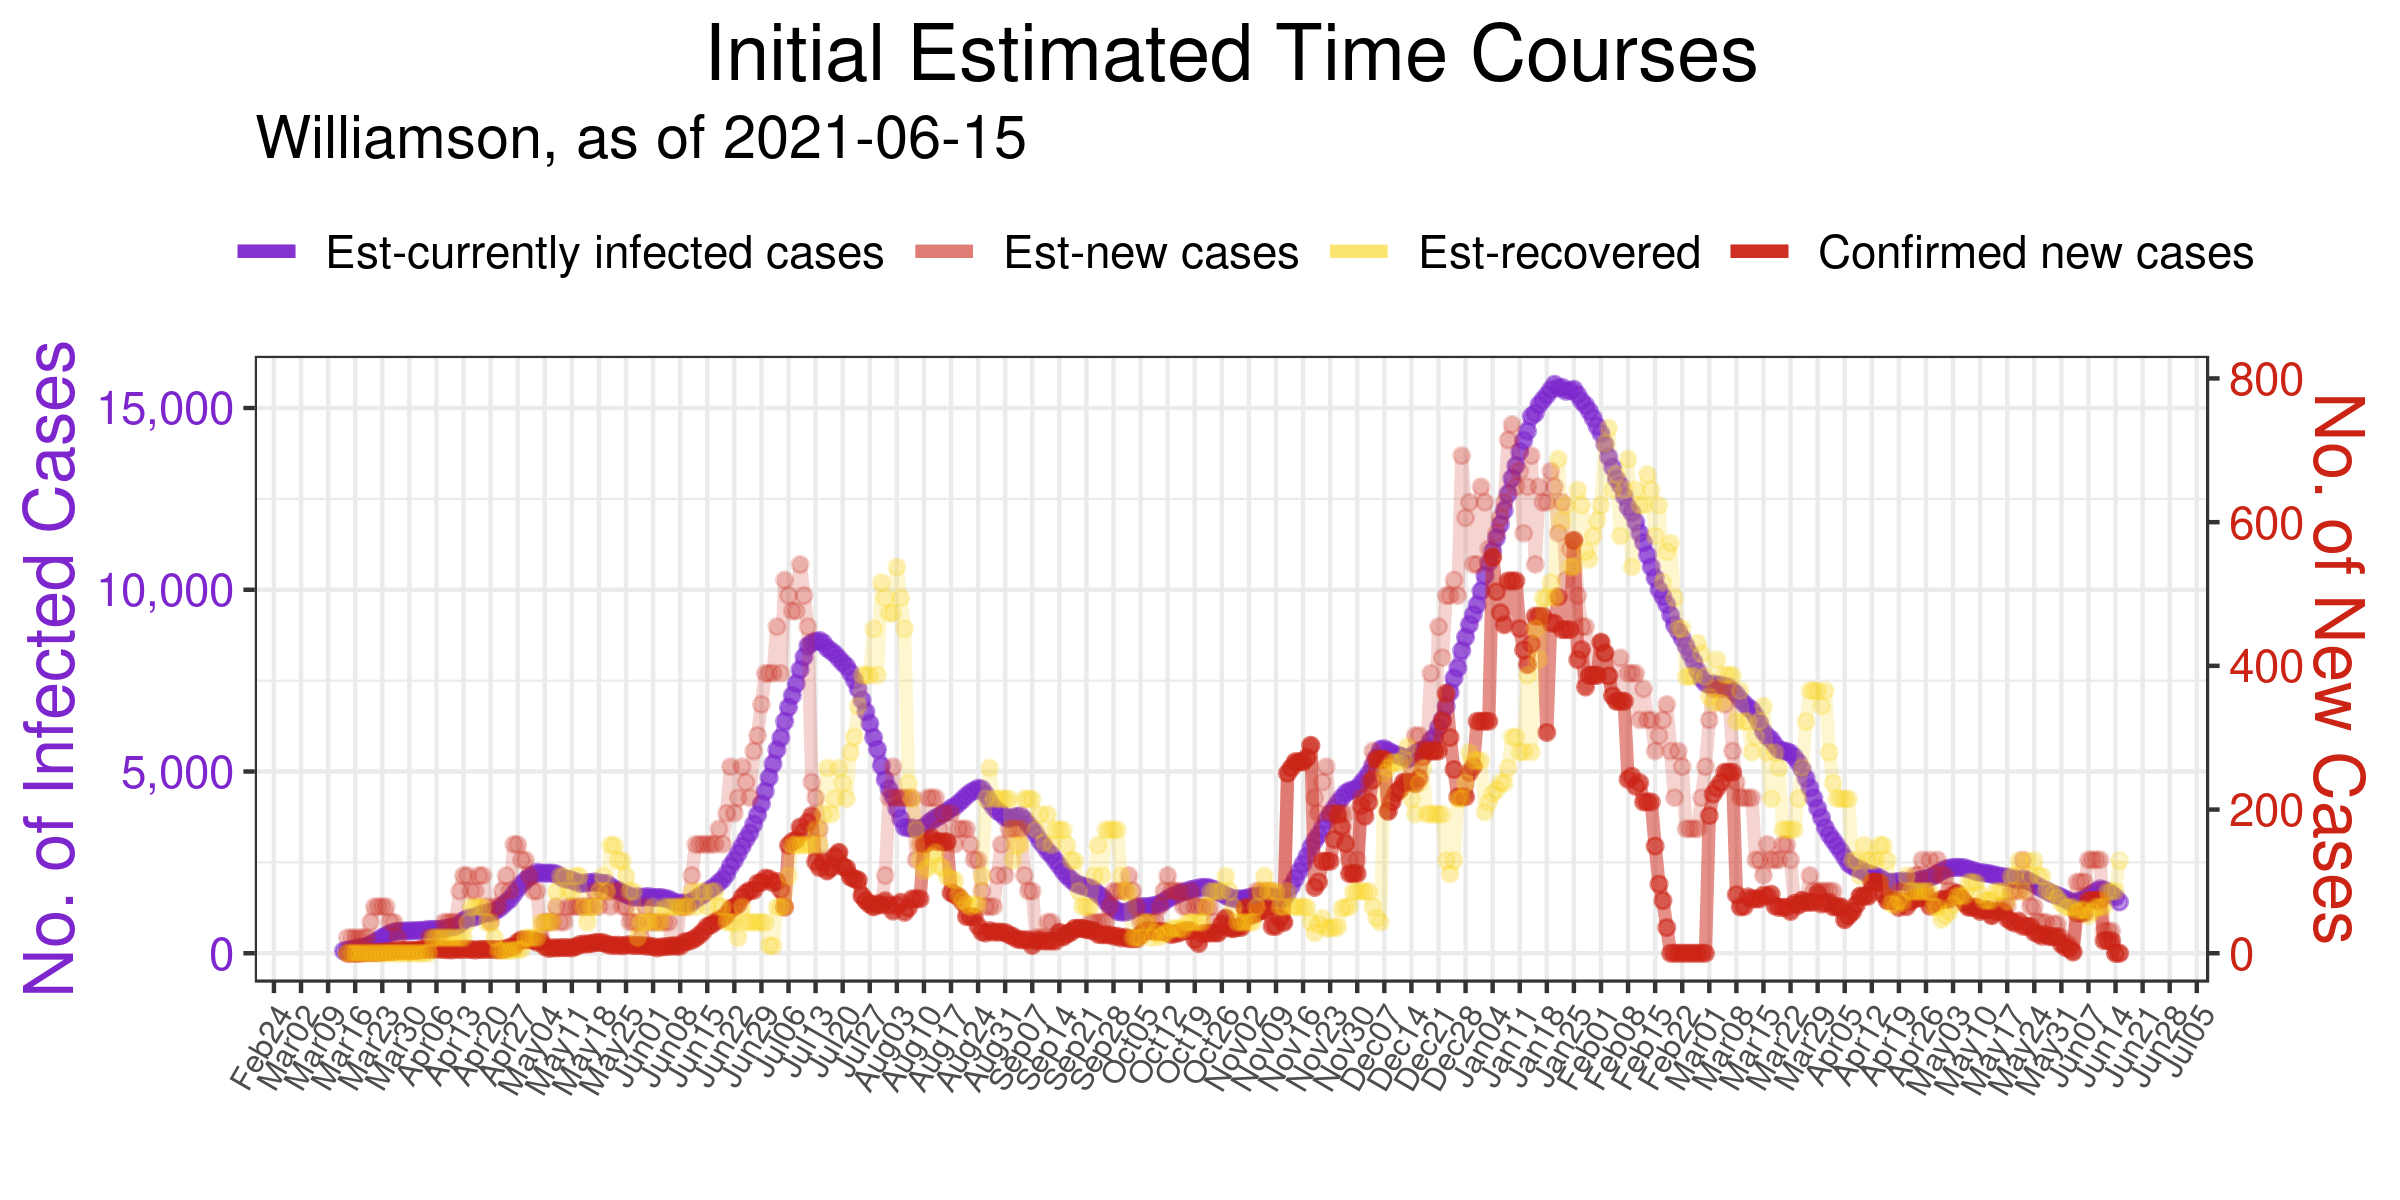 Initial Estimated Time Courses
Williamson, as of 2021-06-15
Est-currently infected cases
Est-new cases
Est-recovered
Confirmed new cases
No. of Infected Cases
15,000
10,000
5,000
0
800
600
400
200
0
No. of New Cases
Feb24
Mar02
Mar09
Mar16
Mar23
Mar30
Apr06
Apr13
Apr20
Apr27
May04
May11
May18
May25
Jun01
Jun08
Jun15
Jun22
Jun29
Jul06
Jul13
Jul20
Jul27
Aug03
Aug10
Aug17
Aug24
Aug31
Sep07
Sep14
Sep21
Sep28
Oct05
Oct12
Oct19
Oct26
Nov02
Nov09
Nov16
Nov23
Nov30
Dec07
Dec14
Dec21
Dec28
Jan04
Jan11
Jan18
Jan25
Feb01
Feb08
Feb15
Feb22
Mar01
Mar08
Mar15
Mar22
Mar29
Apr05
Apr12
Apr19
Apr26
May03
May10
May17
May24
May31
Jun07
Jun14
Jun21
Jun28
Jul05